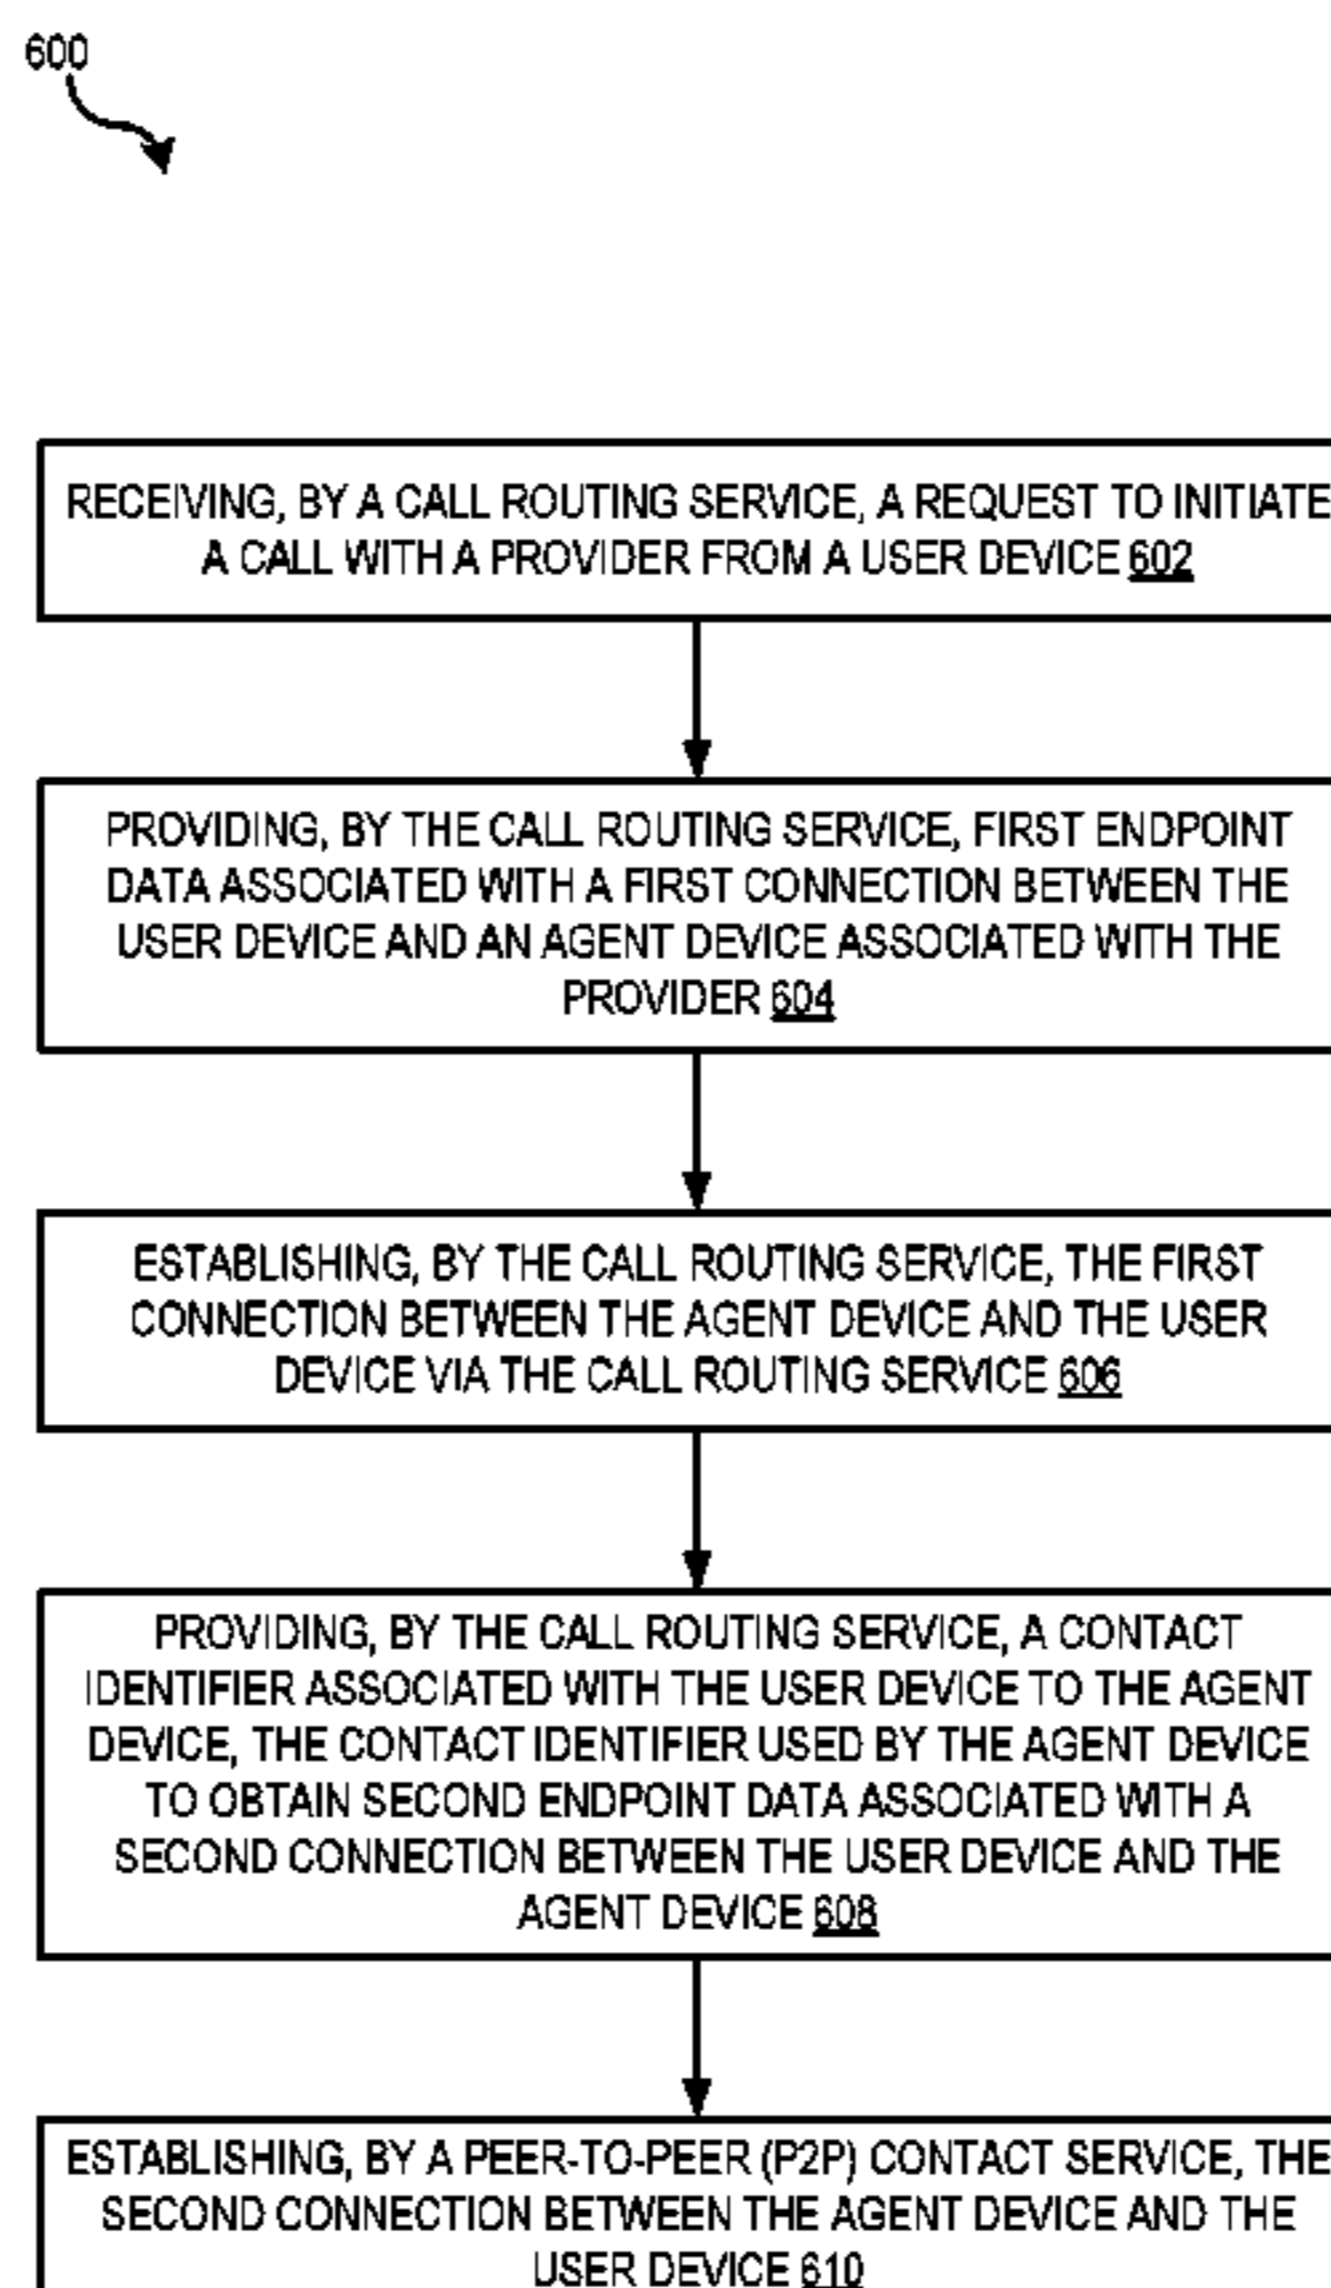 600
RECEIVING, BY A CALL ROUTING SERVICE, A REQUEST TO INITIATE
A CALL WITH A PROVIDER FROM A USER DEVICE 602
PROVIDING, BY THE CALL ROUTING SERVICE, FIRST ENDPOINT
DATA ASSOCIATED WITH A FIRST CONNECTION BETWEEN THE
USER DEVICE AND AN AGENT DEVICE ASSOCIATED WITH THE
PROVIDER 604
ESTABLISHING, BY THE CALL ROUTING SERVICE, THE FIRST
CONNECTION BETWEEN THE AGENT DEVICE AND THE USER
DEVICE VIA THE CALL ROUTING SERVICE 606
PROVIDING, BY THE CALL ROUTING SERVICE, A CONTACT
IDENTIFIER ASSOCIATED WITH THE USER DEVICE TO THE AGENT
DEVICE, THE CONTACT IDENTIFIER USED BY THE AGENT DEVICE
TO OBTAIN SECOND ENDPOINT DATA ASSOCIATED WITH A
SECOND CONNECTION BETWEEN THE USER DEVICE AND THE
AGENT DEVICE 608
ESTABLISHING, BY A PEER-TO-PEER (P2P) CONTACT SERVICE, THE
SECOND CONNECTION BETWEEN THE AGENT DEVICE AND THE
USER DEVICE 610